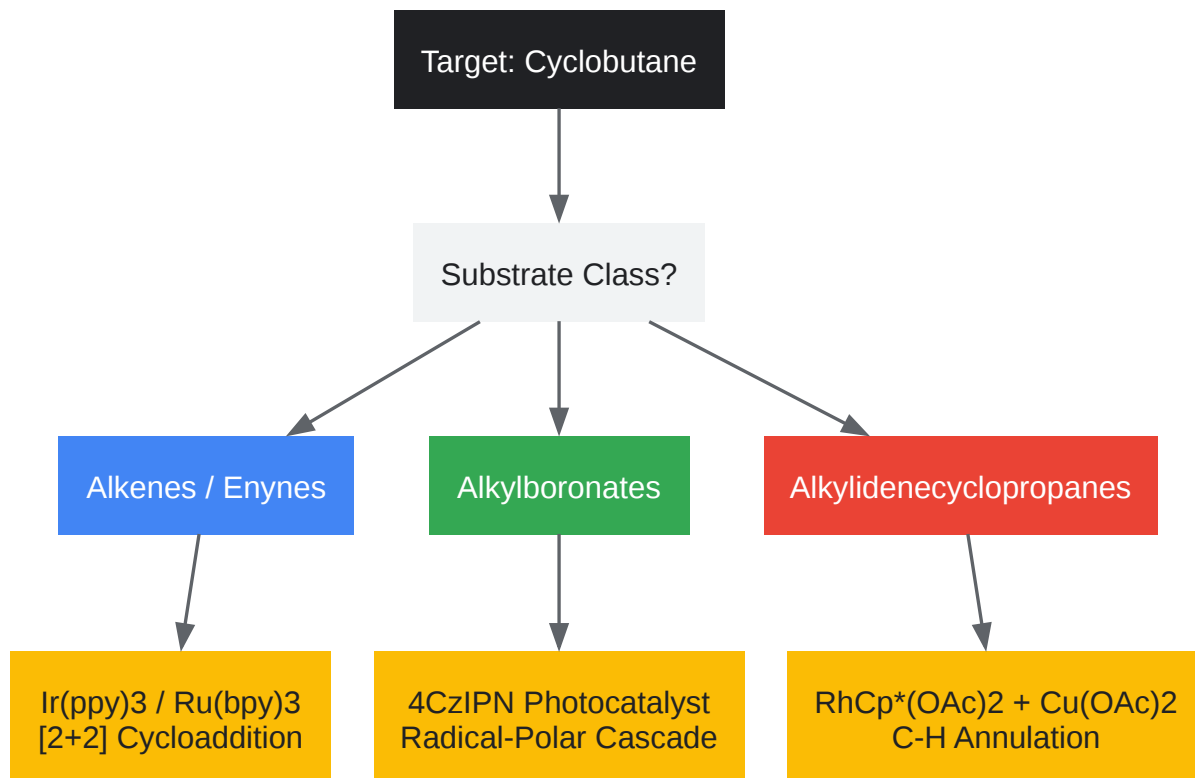 Target: Cyclobutane
Substrate Class?
Alkenes / Enynes
Alkylboronates
Alkylidenecyclopropanes
Ir(ppy)3 / Ru(bpy)3
[2+2] Cycloaddition
4CzIPN Photocatalyst
Radical-Polar Cascade
RhCp*(OAc)2 + Cu(OAc)2
C-H Annulation